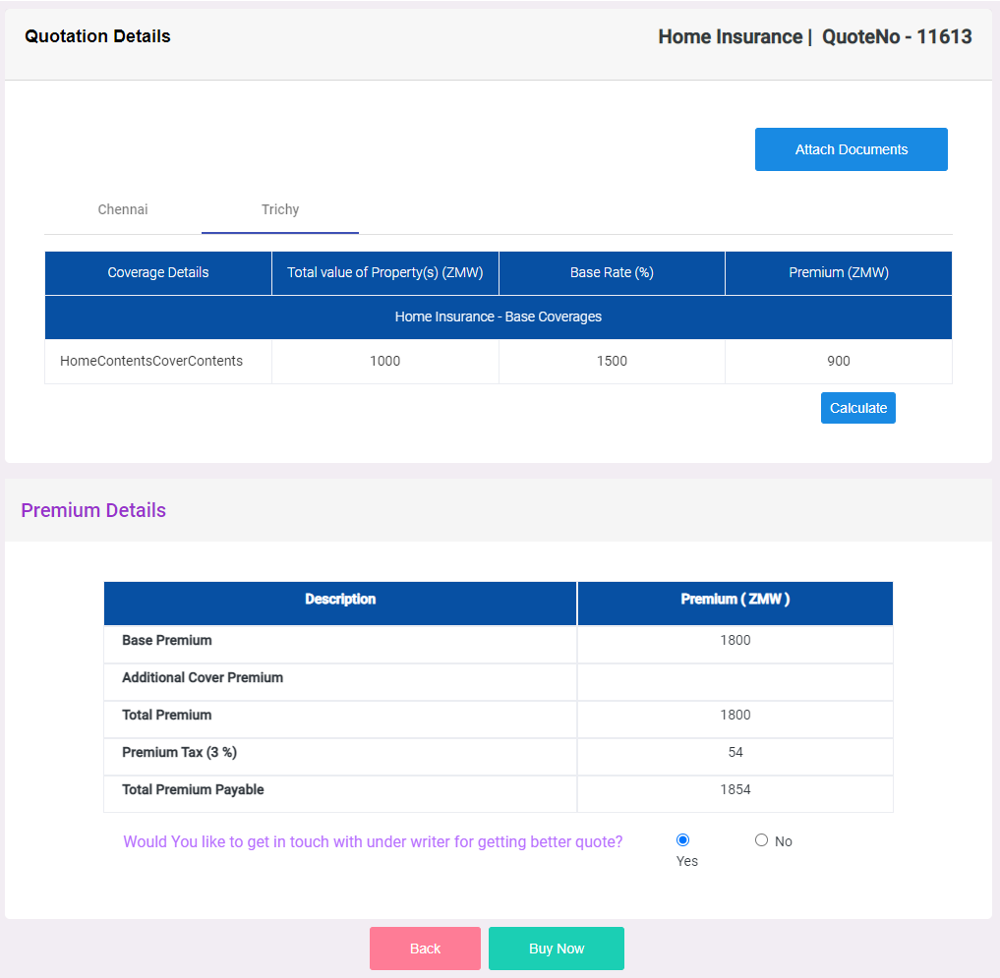 Quotation Details
Home Insurance | QuoteNo - 11613
Attach Documents
Chennai Trichy
Coverage Details Total value of Property(s) (ZMW) Base Rate (%) Premium (ZMW)
Home Insurance - Base Coverages
HomeContentsCoverContents 1000 1500 900
Calculate
Premium Details
Description Premium ( ZMW )
Base Premium 1800
Additional Cover Premium
Total Premium 1800
Premium Tax (3 %) 54
Total Premium Payable 1854
Would You like to get in touch with under writer for getting better quote? Yes No
Back Buy Now